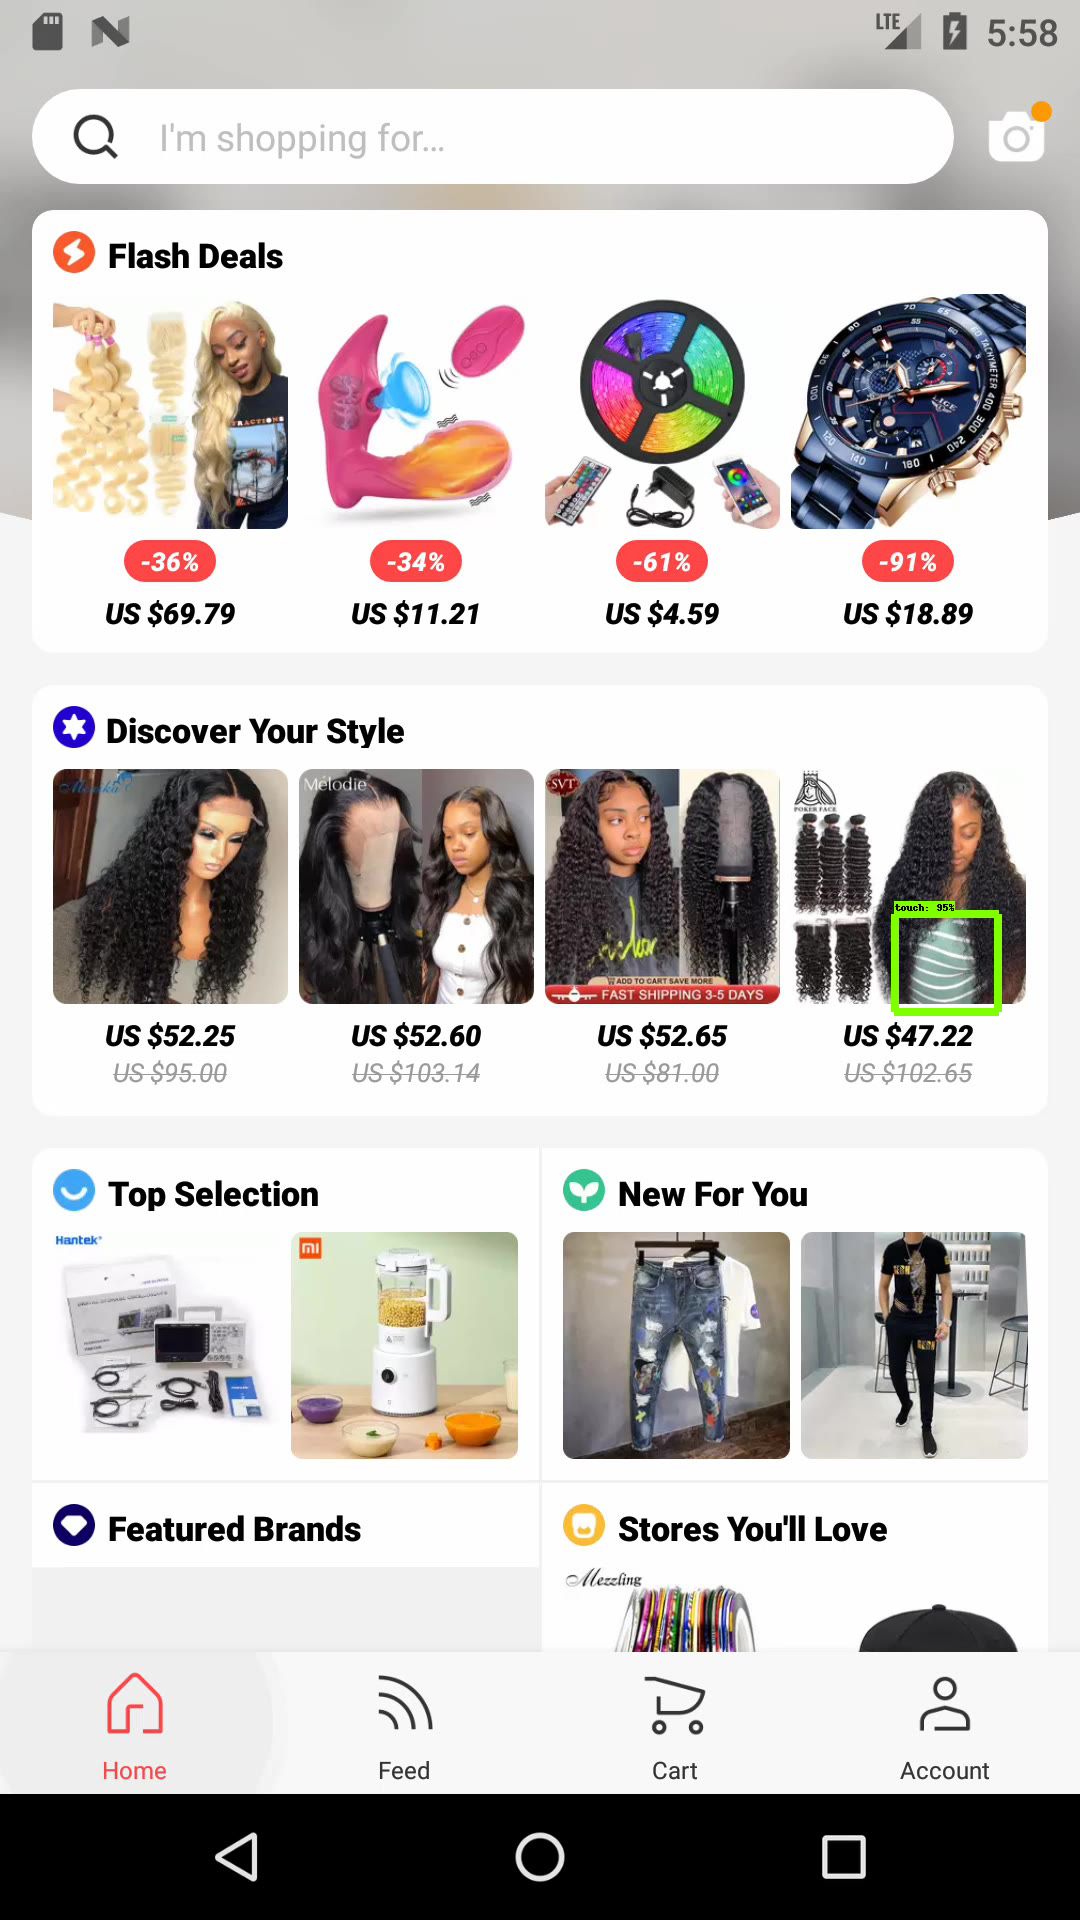 LTE 5:58
I'm shopping for...
Flash Deals
-36% -34% -61% -91%
US $69.79 US $11.21 US $4.59 US $18.89
Discover Your Style
Mélodie
SVT
POKER FACE
touch: 95%
ADD TO CART SAVE MORE
FAST SHIPPING 3-5 DAYS
US $52.25 US $52.60 US $52.65 US $47.22
US $95.00 US $103.14 US $81.00 US $102.65
Top Selection
New For You
Hantek
mi
Featured Brands
Stores You'll Love
Mezzling
Home Feed Cart Account